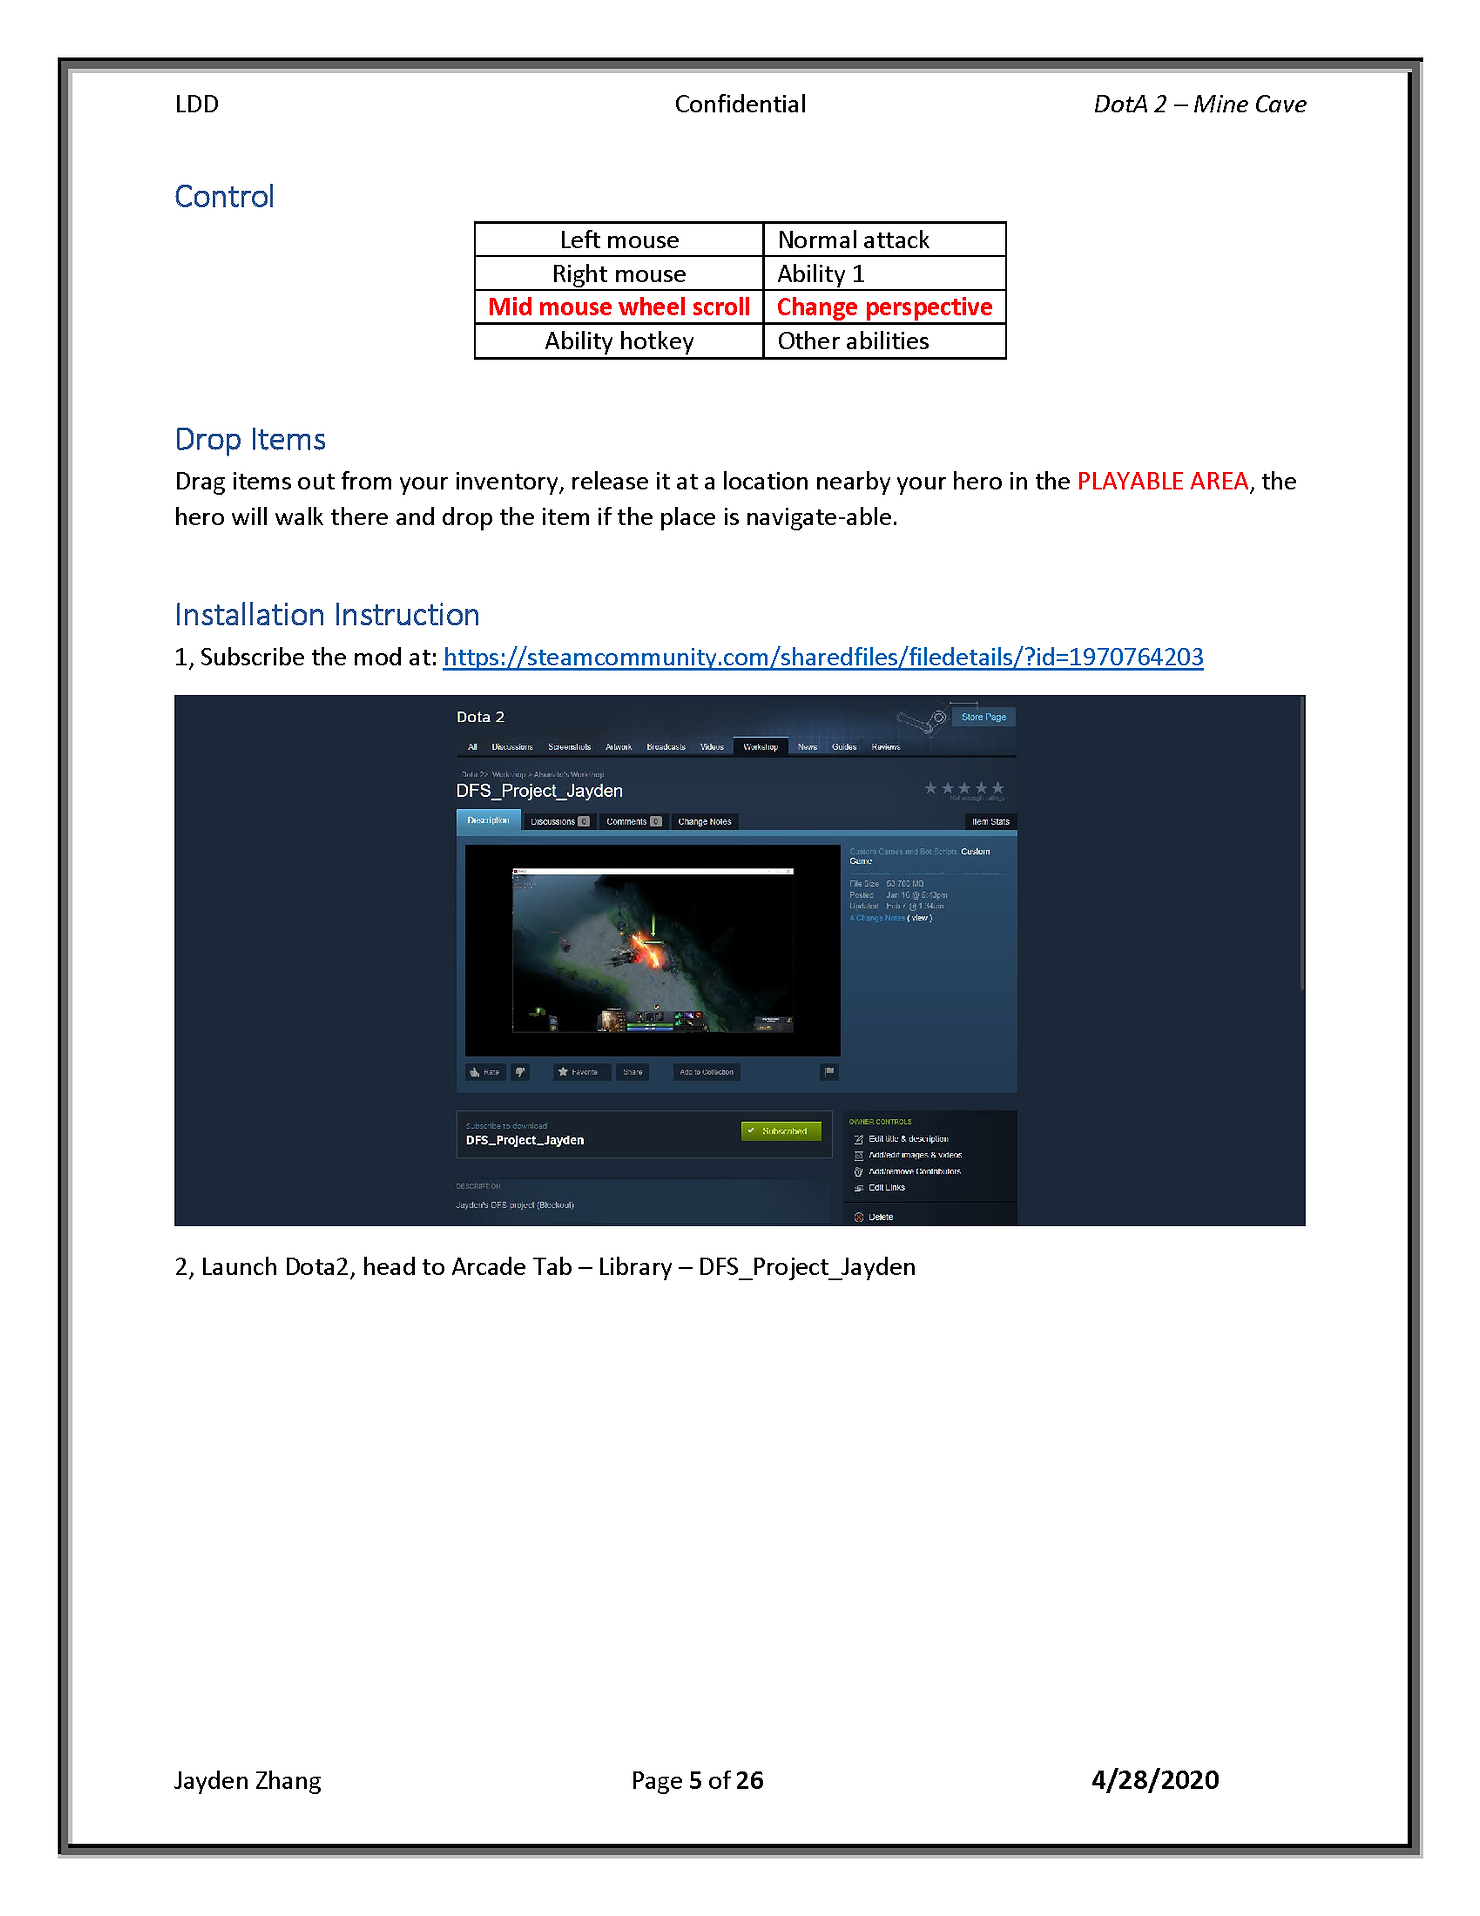 LDD Confidential DotA 2 – Mine Cave
Control
Left mouse Normal attack
Right mouse Ability 1
Mid mouse wheel scroll Change perspective
Ability hotkey Other abilities
Drop Items
Drag items out from your inventory, release it at a location nearby your hero in the PLAYABLE AREA, the
hero will walk there and drop the item if the place is navigate-able.
Installation Instruction
1, Subscribe the mod at: https://steamcommunity.com/sharedfiles/filedetails/?id=1970764203
Dota 2
Store Page
All Discussions Screenshots Artwork Broadcasts Videos Workshop News Guides Reviews
Dota 2 > Workshop > Workshop
DFS_Project_Jayden
Not enough ratings
Description Discussions 0 Comments 0 Change Notes Item Stats
Custom Games and Bot Scripts: Custom
Game
File Size 53.760 MB
Posted Jan 16 @ 5:43pm
Updated Feb 7 @ 1:34am
4 Change Notes ( view )
Rate Favorite Share Add to Collection
Subscribe to download
DFS_Project_Jayden
Subscribed
OWNER CONTROLS
Edit title & description
Add/edit images & videos
Add/remove Contributors
Edit Links
Delete
DESCRIPTION
Jayden's DFS project (Blockout)
2, Launch Dota2, head to Arcade Tab – Library – DFS_Project_Jayden
Jayden Zhang Page 5 of 26 4/28/2020